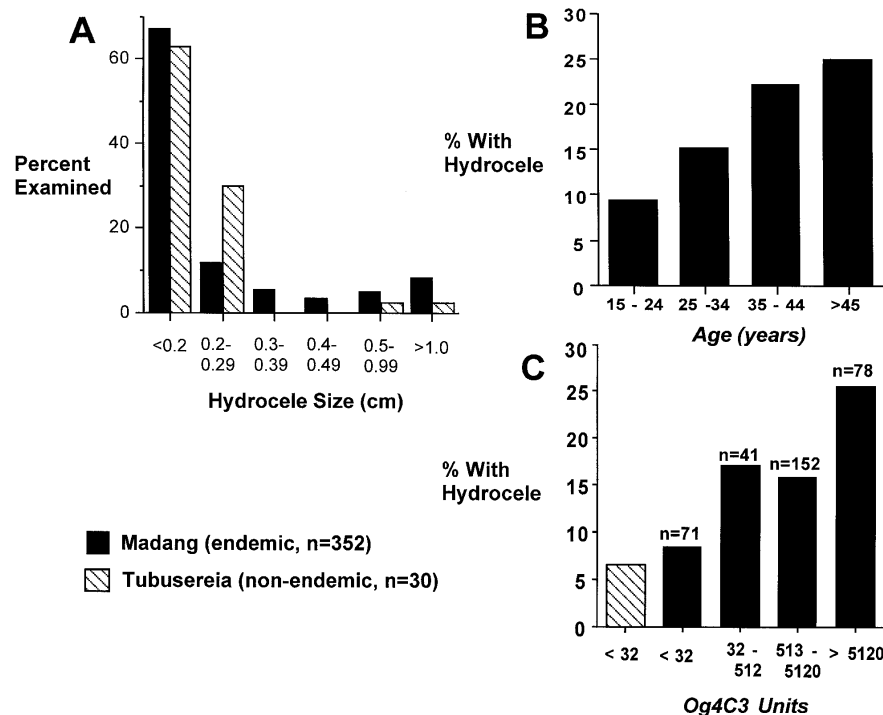 A
60
40
20
0
Percent
Examined
<0.2
0.2-
0.29
0.3-
0.39
0.4-
0.49
0.5-
0.99
>1.0
Hydrocele Size (cm)
Madang (endemic, n=352)
Tubusereia (non-endemic, n=30)
B
30
25
20
15
10
5
0
% With
Hydrocele
15 - 24
25 -34
35 - 44
>45
Age (years)
C
30
25
20
15
10
5
0
% With
Hydrocele
n=71
n=41
n=152
n=78
< 32
< 32
32 -
512
513 -
5120
> 5120
Og4C3 Units